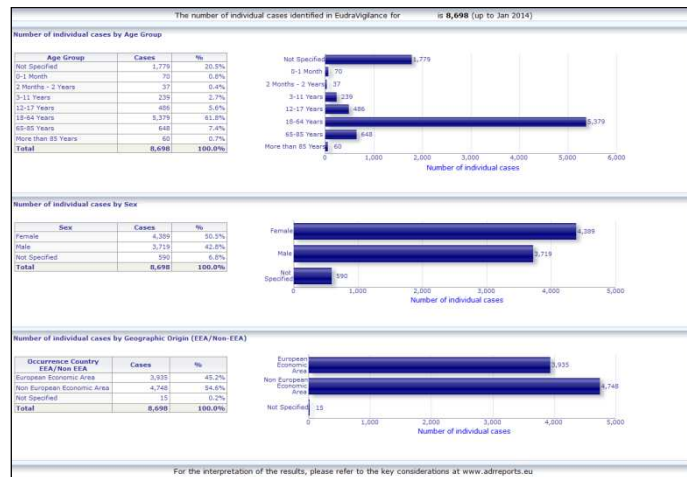 The number of individual cases identified in EudraVigilance for is 8,698 (up to Jan 2014)
Number of individual cases by Age Group
Age Group Cases %
Not Specified 1,779 20.5%
0-1 Month 70 0.8%
2 Months - 2 Years 37 0.4%
3-11 Years 239 2.7%
12-17 Years 486 5.6%
18-64 Years 5,379 61.8%
65-85 Years 648 7.4%
More than 85 Years 60 0.7%
Total 8,698 100.0%
Not Specified 1,779
0-1 Month 70
2 Months - 2 Years 37
3-11 Years 239
12-17 Years 486
18-64 Years 5,379
65-85 Years 648
More than 85 Years 60
0 1,000 2,000 3,000 4,000 5,000 6,000
Number of individual cases
Number of individual cases by Sex
Sex Cases %
Female 4,389 50.5%
Male 3,719 42.8%
Not Specified 590 6.8%
Total 8,698 100.0%
Female 4,389
Male 3,719
Not
Specified 590
0 1,000 2,000 3,000 4,000 5,000
Number of individual cases
Number of individual cases by Geographic Origin (EEA/Non-EEA)
Occurrence Country
EEA/Non EEA Cases %
European Economic Area 3,935 45.2%
Non European Economic Area 4,748 54.6%
Not Specified 15 0.2%
Total 8,698 100.0%
European
Economic
Area 3,935
Non European
Economic
Area 4,748
Not Specified 15
0 1,000 2,000 3,000 4,000 5,000
Number of individual cases
For the interpretation of the results, please refer to the key considerations at www.adrreports.eu